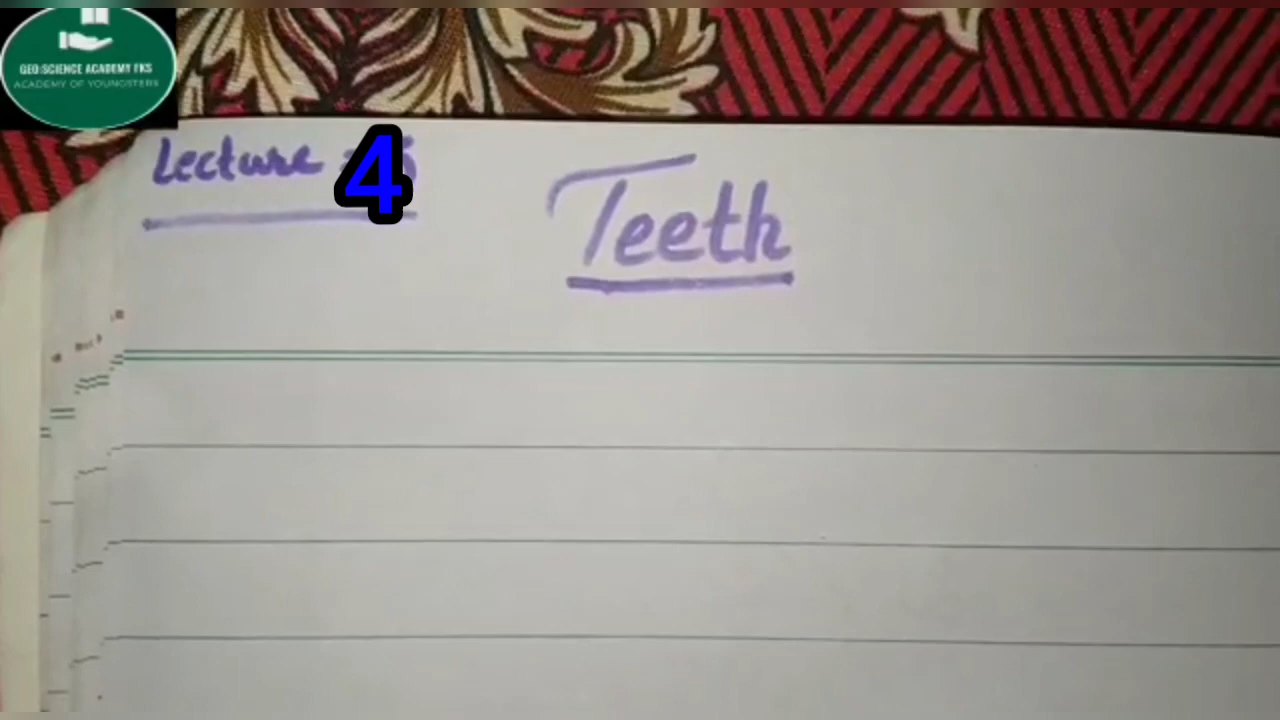 GEO SCIENCE ACADEMY FKS
ACADEMY OF YOUNGSTERS
Lecture 4
Teeth